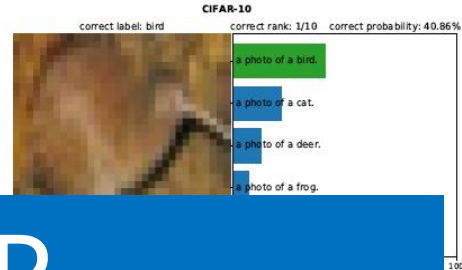 CIFAR-10
correct label: bird
correct rank: 1/10 correct probability: 40.86%
a photo of a bird.
a photo of a cat.
a photo of a deer.
a photo of a frog.
100